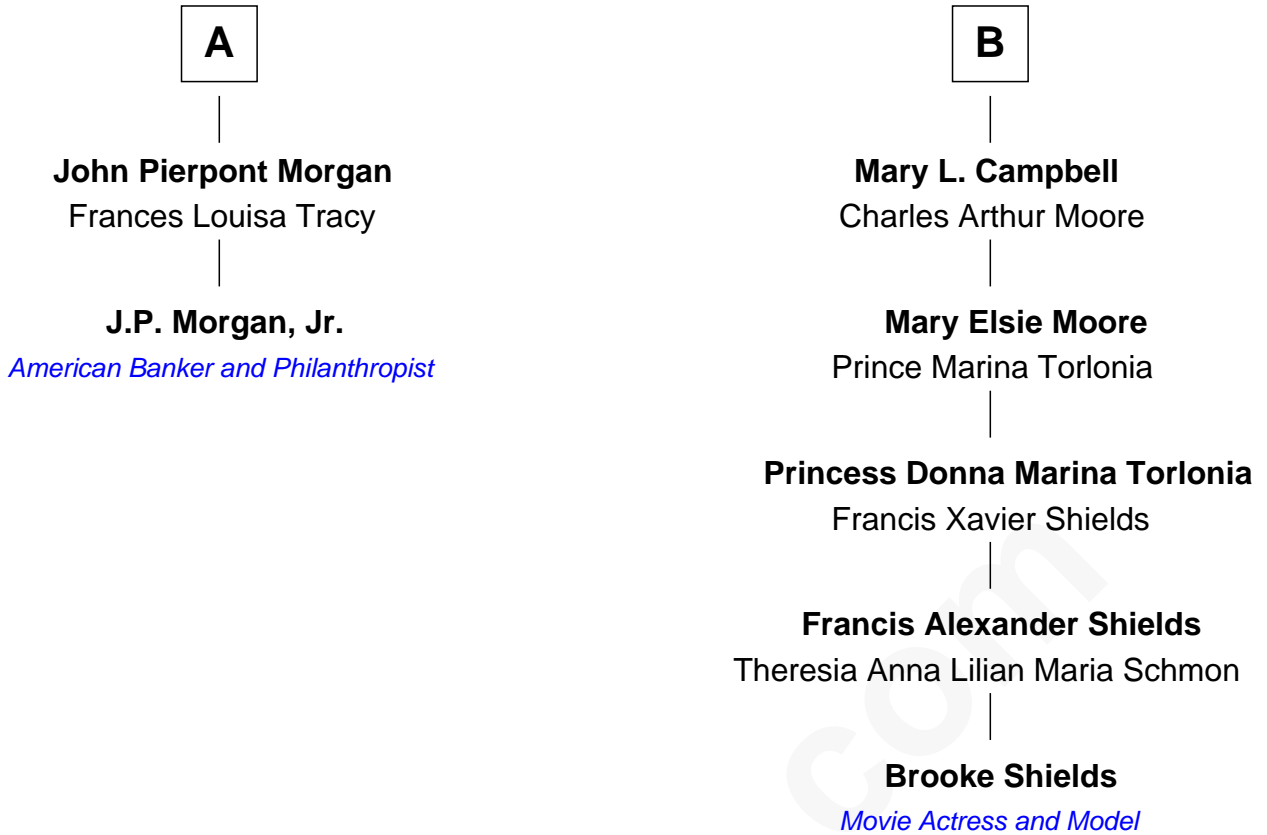 A
John Pierpont Morgan
Frances Louisa Tracy
J.P. Morgan, Jr.
American Banker and Philanthropist
B
Mary L. Campbell
Charles Arthur Moore
Mary Elsie Moore
Prince Marina Torlonia
Princess Donna Marina Torlonia
Francis Xavier Shields
Francis Alexander Shields
Theresia Anna Lilian Maria Schmon
Brooke Shields
Movie Actress and Model
com